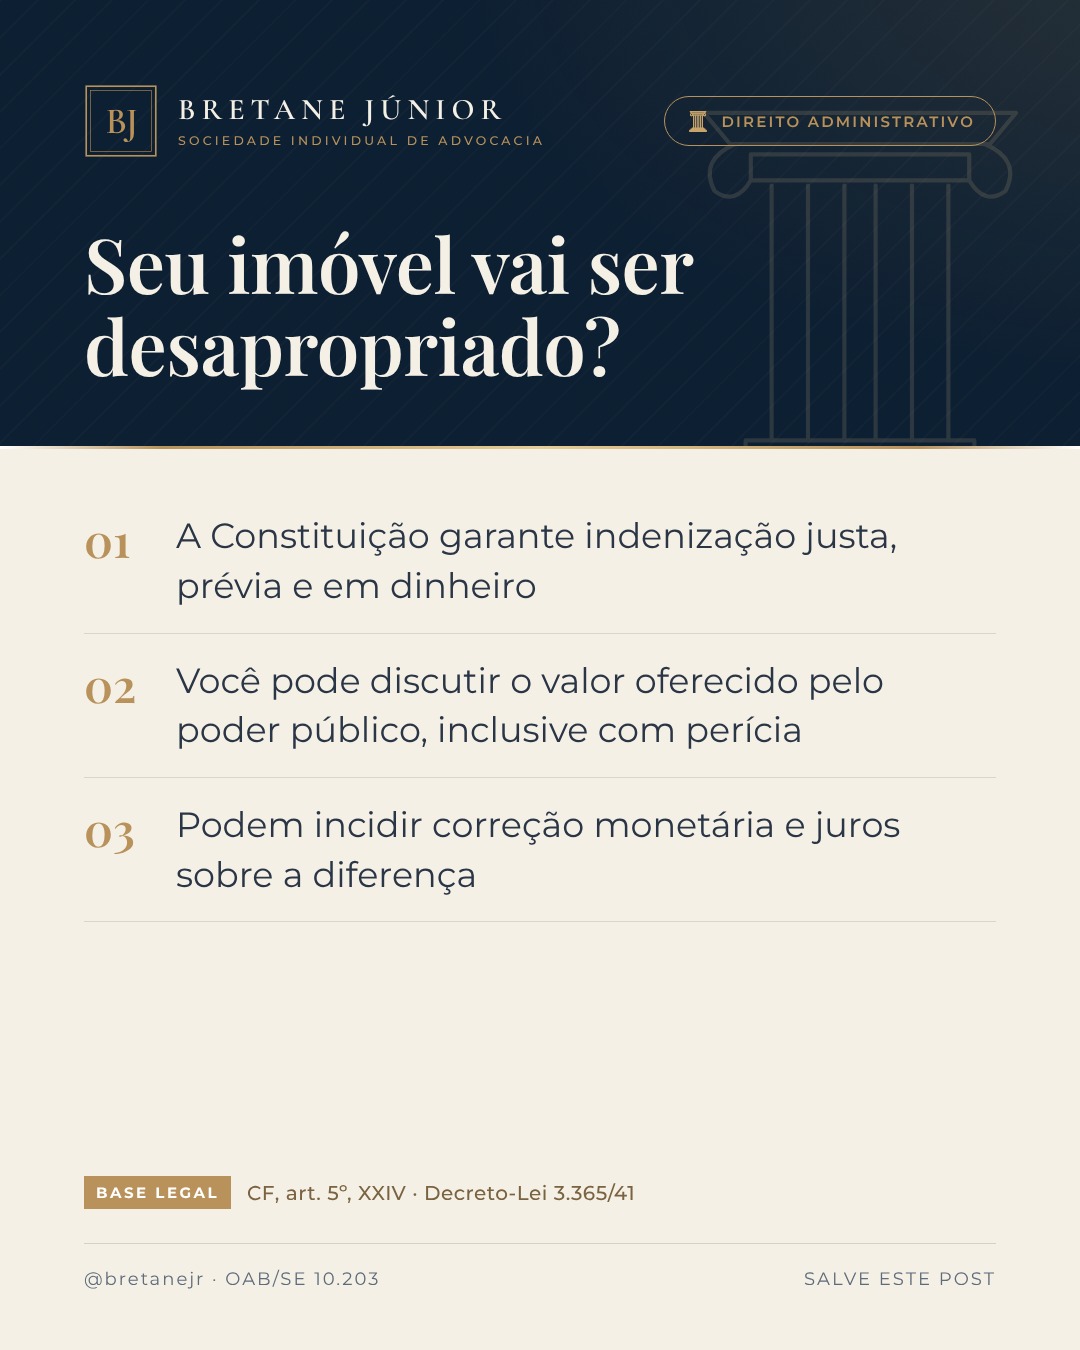 BJ
BRETANE JÚNIOR
SOCIEDADE INDIVIDUAL DE ADVOCACIA
DIREITO ADMINISTRATIVO
Seu imóvel vai ser
desapropriado?
01 A Constituição garante indenização justa,
prévia e em dinheiro
02 Você pode discutir o valor oferecido pelo
poder público, inclusive com perícia
03 Podem incidir correção monetária e juros
sobre a diferença
BASE LEGAL CF, art. 5º, XXIV · Decreto-Lei 3.365/41
@bretanejr · OAB/SE 10.203
SALVE ESTE POST